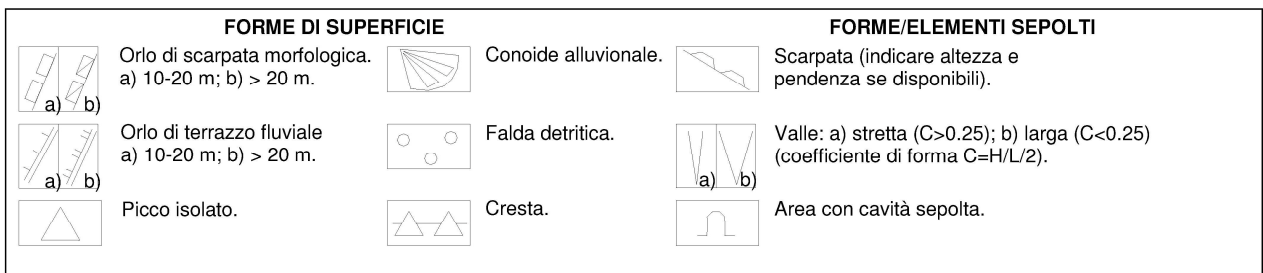 FORME DI SUPERFICIE
Orlo di scarpata morfologica.
a) 10-20 m; b) > 20 m.
a) b)
Orlo di terrazzo fluviale
a) 10-20 m; b) > 20 m.
a) b)
Picco isolato.
Conoide alluvionale.
Falda detritica.
Cresta.
FORME/ELEMENTI SEPOLTI
Scarpata (indicare altezza e
pendenza se disponibili).
Valle: a) stretta (C>0.25); b) larga (C<0.25)
(coefficiente di forma C=H/L/2).
a) b)
Area con cavità sepolta.